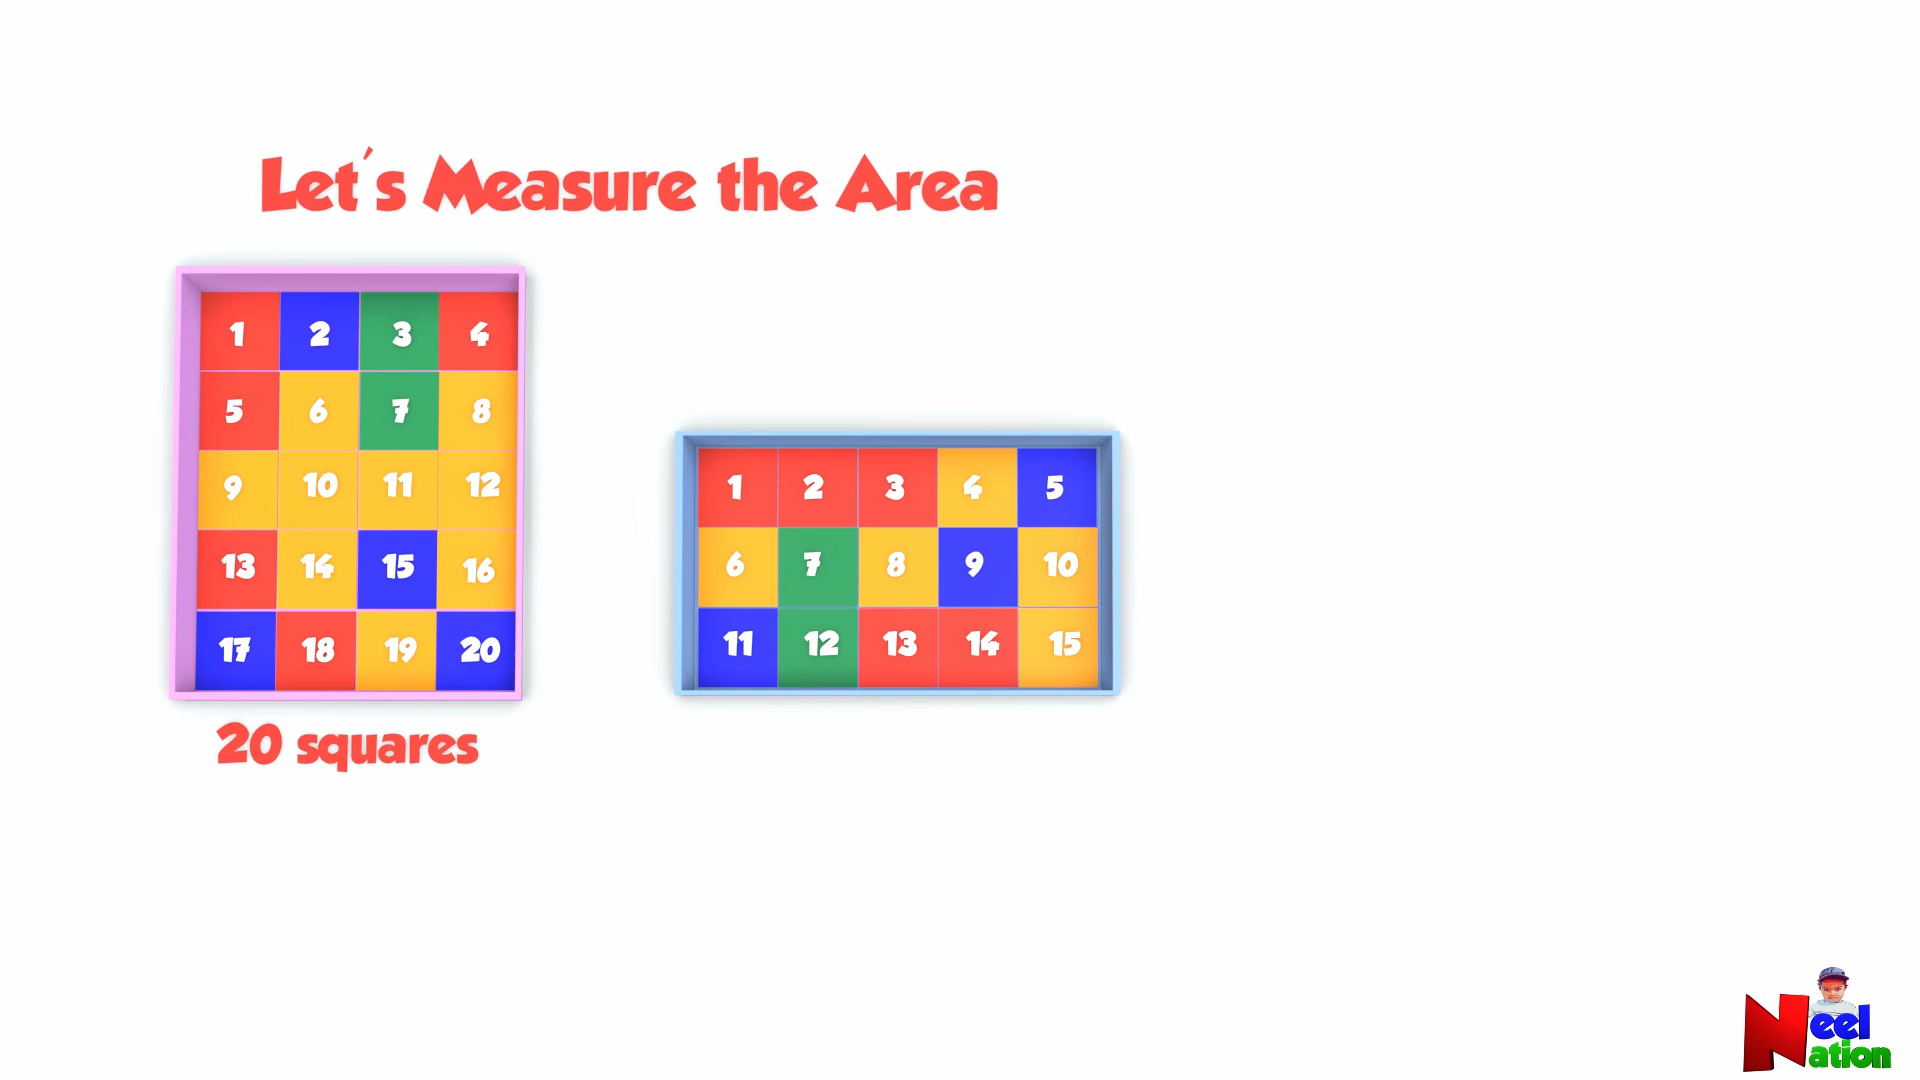 Let's Measure the Area
1 2 3 4
5 6 7 8
9 10 11 12
13 14 15 16
17 18 19 20
20 squares
1 2 3 4 5
6 7 8 9 10
11 12 13 14 15
Neel
Nation